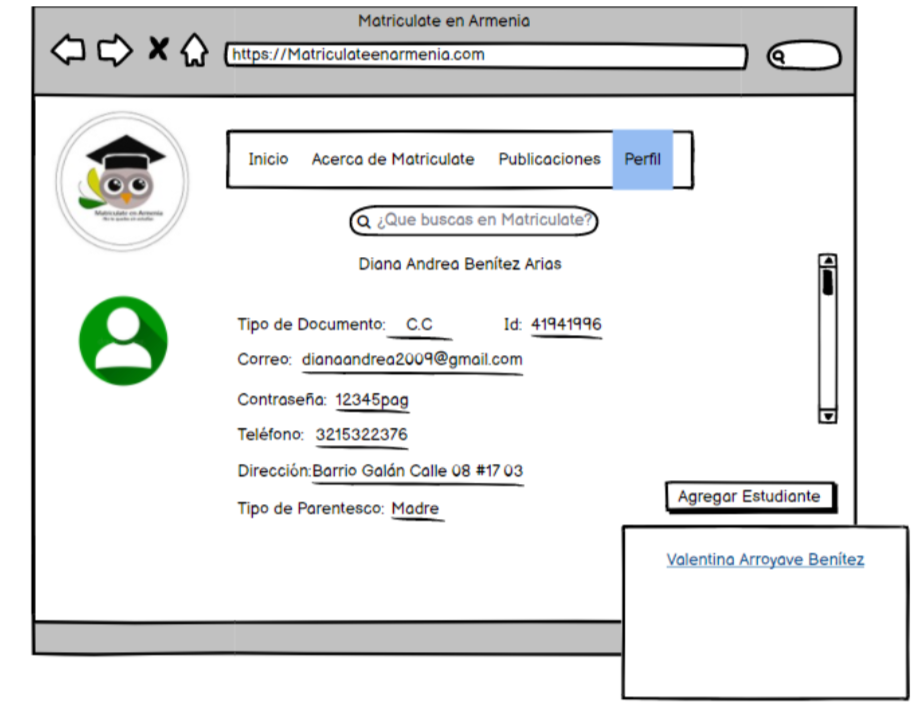 Matriculate en Armenia
https://Matriculateenarmenia.com
Matriculate en Armenia
Inicio Acerca de Matriculate Publicaciones Perfil
¿Que buscas en Matriculate?
Diana Andrea Benítez Arias
Tipo de Documento: C.C Id: 41941996
Correo: dianaandrea2009@gmail.com
Contraseña: 12345pag
Teléfono: 3215322376
Dirección:Barrio Galán Calle 08 #17 03
Tipo de Parentesco: Madre
Agregar Estudiante
Valentina Arroyave Benítez